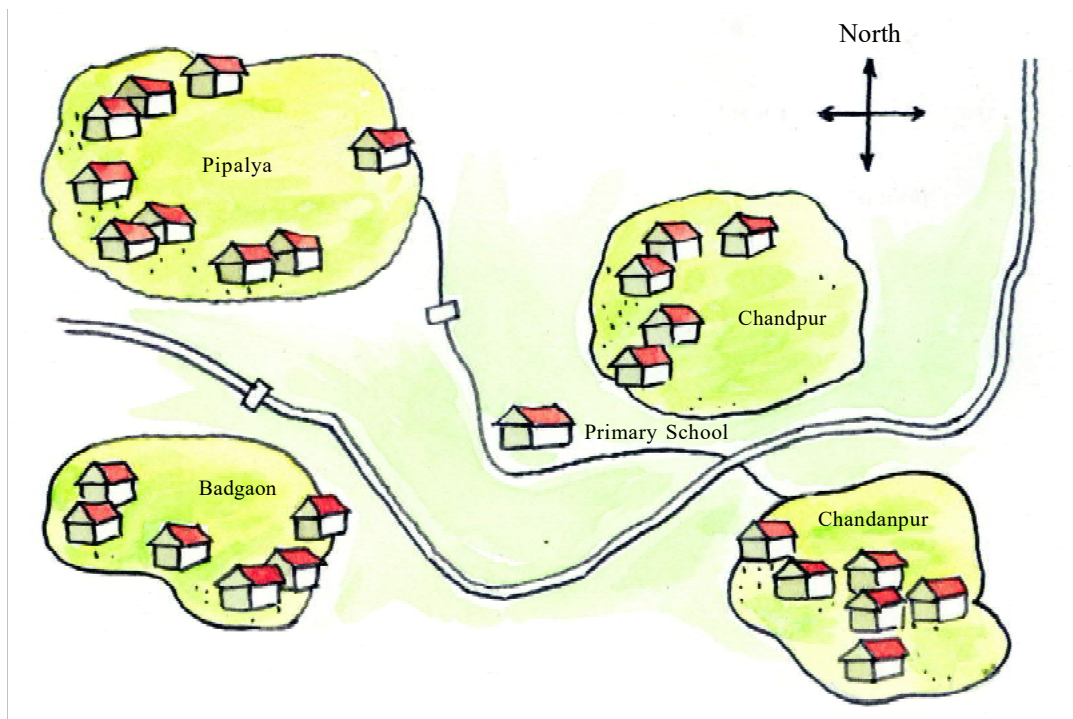 North
Pipalya
Chandpur
Primary School
Badgaon
Chandanpur